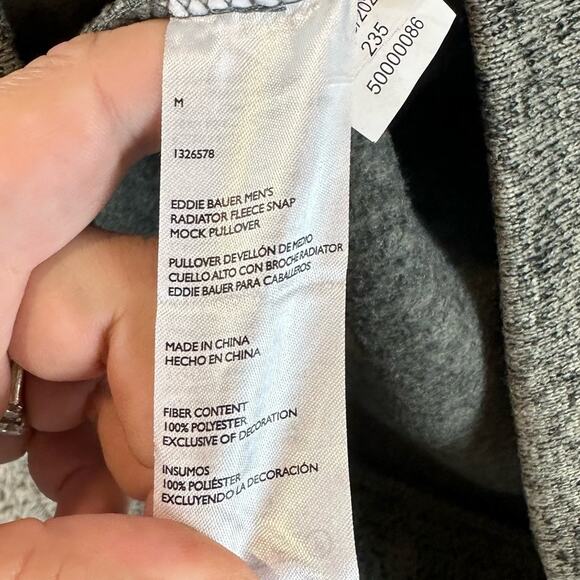 M
1326578
EDDIE BAUER MEN'S
RADIATOR FLEECE SNAP
MOCK PULLOVER
PULLOVER DEVELLÓN DE MEDIO
CUELLO ALTO CON BROCHE RADIATOR
EDDIE BAUER PARA CABALLEROS
MADE IN CHINA
HECHO EN CHINA
FIBER CONTENT
100% POLYESTER
EXCLUSIVE OF DECORATION
INSUMOS
100% POLIÉSTER
EXCLUYENDO LA DECORACIÓN
235
50000086